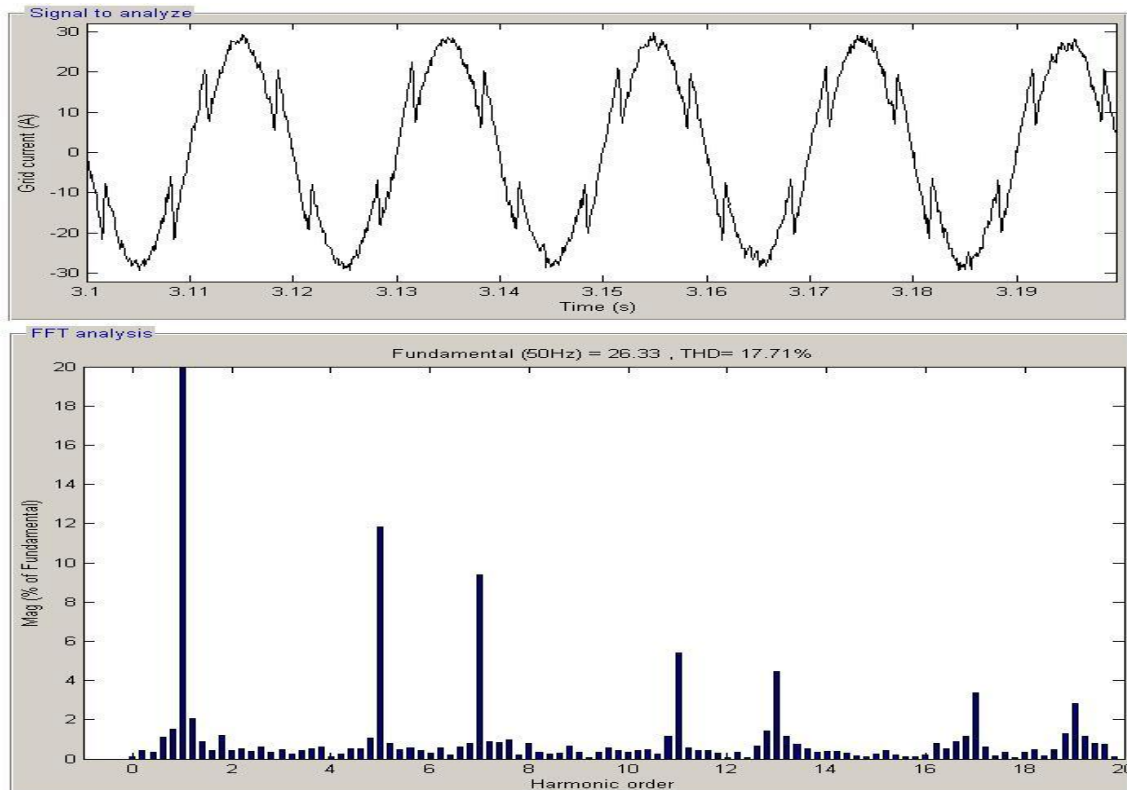 Signal to analyze
30
20
10
0
-10
-20
-30
Grid current (A)
3.1 3.11 3.12 3.13 3.14 3.15 3.16 3.17 3.18 3.19
Time (s)
FFT analysis
Fundamental (50Hz) = 26.33 , THD= 17.71%
20
18
16
14
12
10
8
6
4
2
0
Mag (% of Fundamental)
0 2 4 6 8 10 12 14 16 18 20
Harmonic order